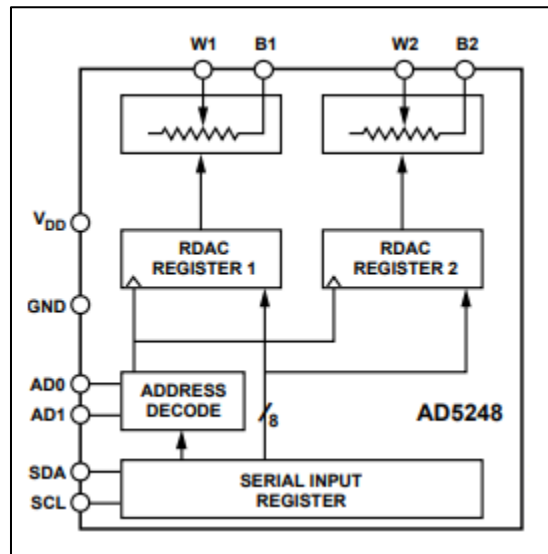 W1 B1 W2 B2
V_DD
RDAC
REGISTER 1
RDAC
REGISTER 2
GND
AD0
AD1
ADDRESS
DECODE
8
AD5248
SDA
SCL
SERIAL INPUT
REGISTER